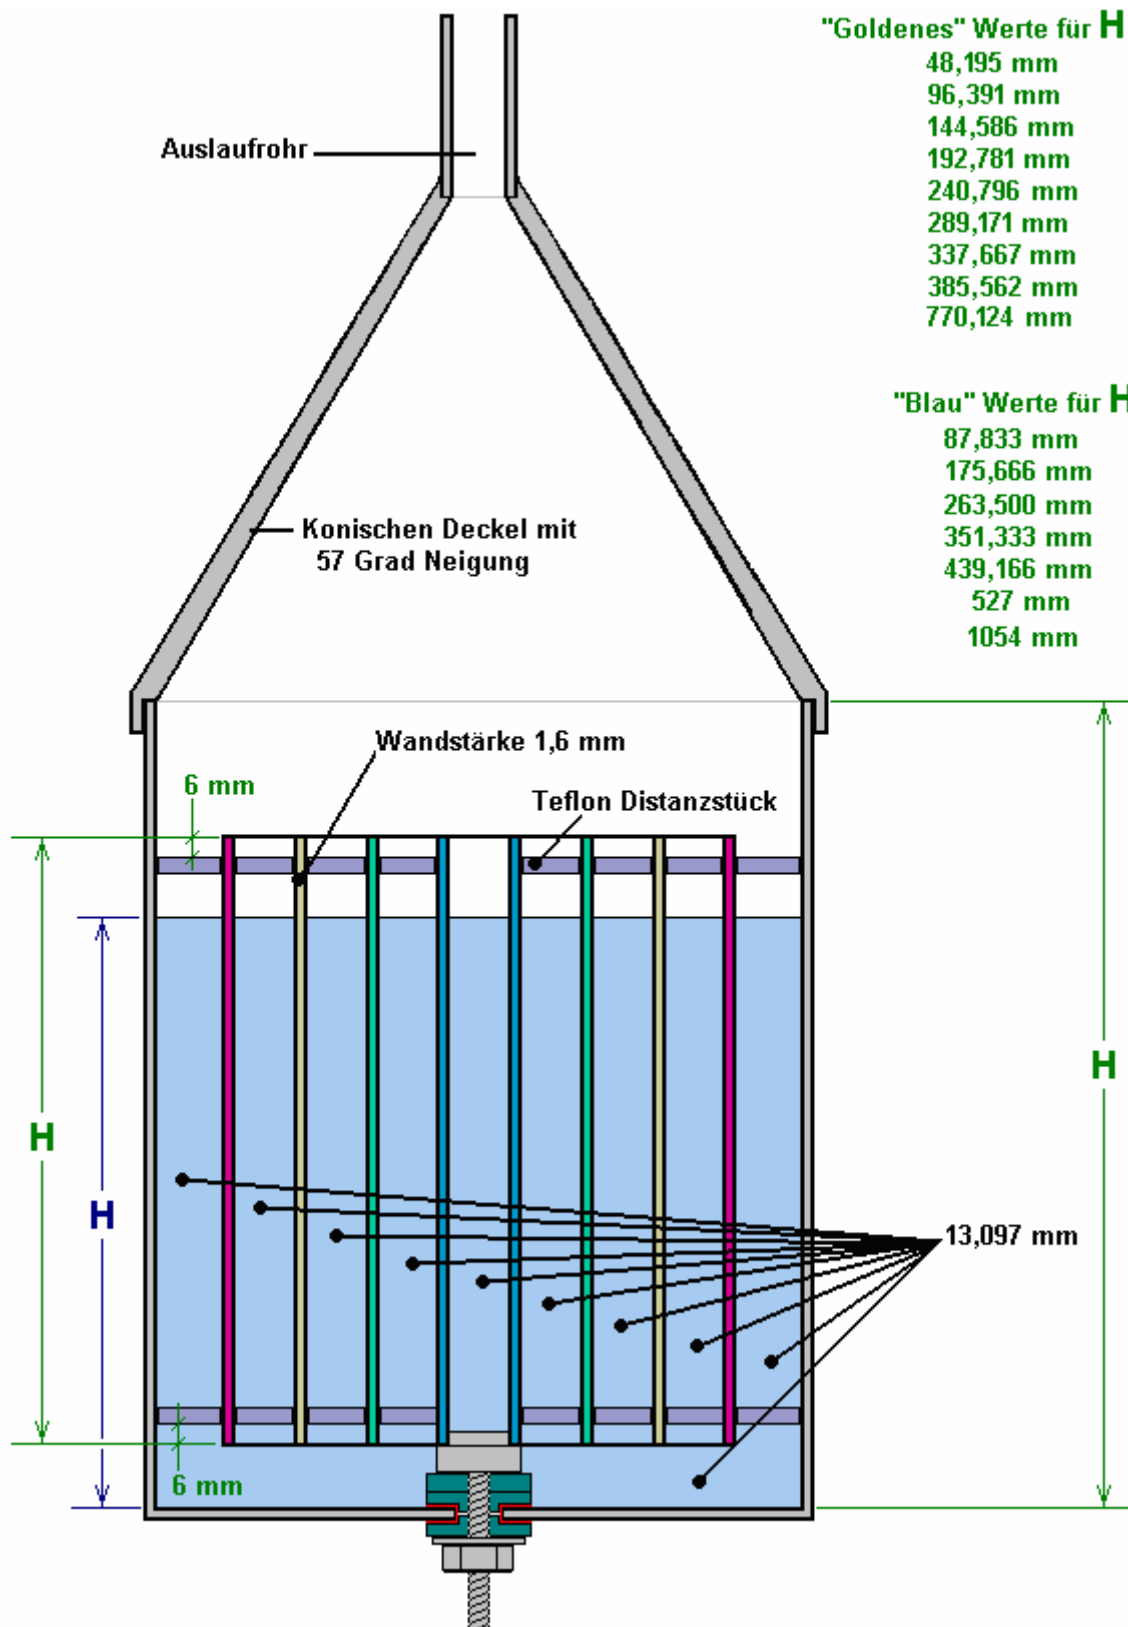 "Goldenes" Werte für H
48,195 mm
96,391 mm
144,586 mm
192,781 mm
240,796 mm
289,171 mm
337,667 mm
385,562 mm
770,124 mm
Auslaufrohr
"Blau" Werte für H
87,833 mm
175,666 mm
263,500 mm
351,333 mm
439,166 mm
527 mm
1054 mm
Konischen Deckel mit
57 Grad Neigung
Wandstärke 1,6 mm
6 mm
Teflon Distanzstück
H
H
H
13,097 mm
6 mm